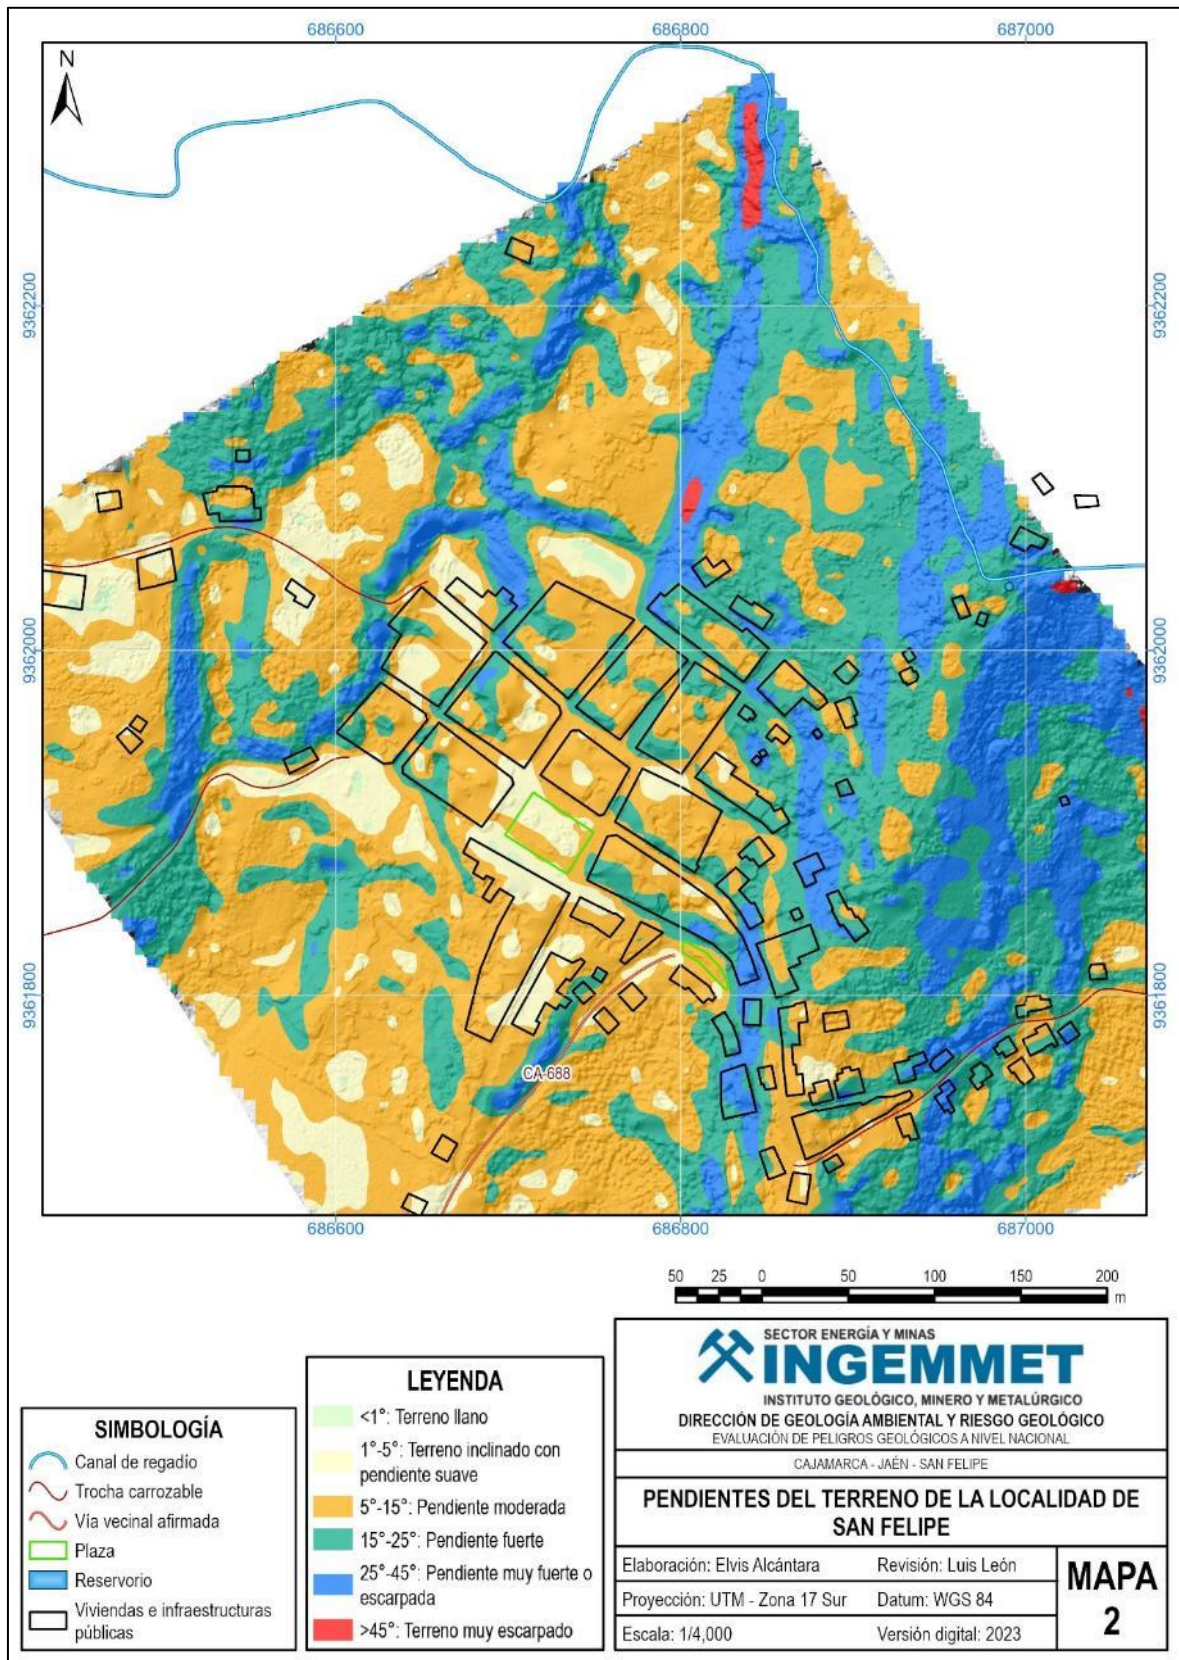 686600 686800 687000
N
9362200 9362200
9362000 9362000
9361800 9361800
CA-688
686600 686800 687000
50 25 0 50 100 150 200
m
SIMBOLOGÍA
Canal de regadío
Trocha carrozable
Vía vecinal afirmada
Plaza
Reservorio
Viviendas e infraestructuras
públicas
LEYENDA
<1°: Terreno llano
1°-5°: Terreno inclinado con
pendiente suave
5°-15°: Pendiente moderada
15°-25°: Pendiente fuerte
25°-45°: Pendiente muy fuerte o
escarpada
>45°: Terreno muy escarpado
SECTOR ENERGÍA Y MINAS
INGEMMET
INSTITUTO GEOLÓGICO, MINERO Y METALÚRGICO
DIRECCIÓN DE GEOLOGÍA AMBIENTAL Y RIESGO GEOLÓGICO
EVALUACIÓN DE PELIGROS GEOLÓGICOS A NIVEL NACIONAL
CAJAMARCA - JAÉN - SAN FELIPE
PENDIENTES DEL TERRENO DE LA LOCALIDAD DE
SAN FELIPE
Elaboración: Elvis Alcántara Revisión: Luis León
Proyección: UTM - Zona 17 Sur Datum: WGS 84
Escala: 1/4,000 Versión digital: 2023
MAPA
2